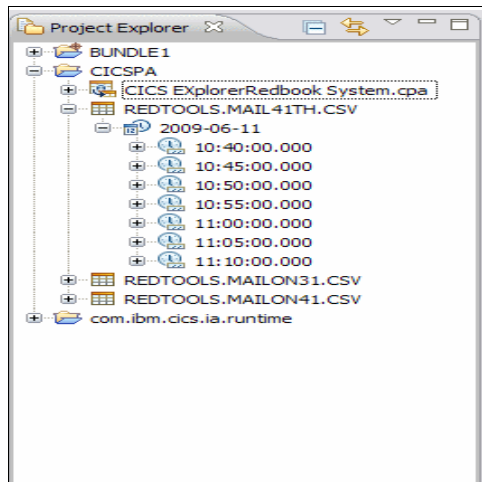 Project Explorer
BUNDLE1
CICSPA
CICS EXplorerRedbook System.cpa
REDTOOLS.MAIL41TH.CSV
2009-06-11
10:40:00.000
10:45:00.000
10:50:00.000
10:55:00.000
11:00:00.000
11:05:00.000
11:10:00.000
REDTOOLS.MAILON31.CSV
REDTOOLS.MAILON41.CSV
com.ibm.cics.ia.runtime